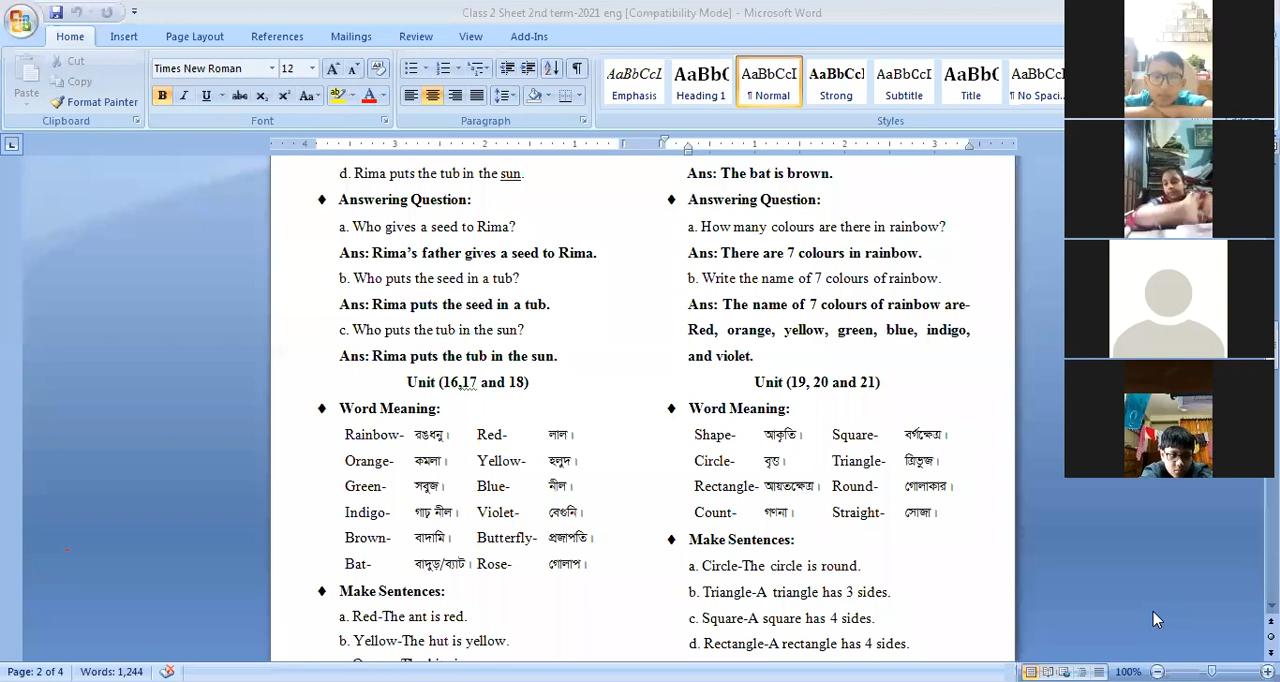 Class 2 Sheet 2nd term-2021 eng [Compatibility Mode] - Microsoft Word
Home Insert Page Layout References Mailings Review View Add-Ins
Paste
Cut
Copy
Format Painter
Clipboard
Times New Roman 12
Font
Paragraph
AaBbCcI AaBbC AaBbCcI AaBbCcl AaBbCcI AaBbC AaBbCcI
Emphasis Heading 1 ¶ Normal Strong Subtitle Title ¶ No Spaci...
Styles
4 3 2 1 1 2 3
d. Rima puts the tub in the sun.
♦ Answering Question:
a. Who gives a seed to Rima?
Ans: Rima’s father gives a seed to Rima.
b. Who puts the seed in a tub?
Ans: Rima puts the seed in a tub.
c. Who puts the tub in the sun?
Ans: Rima puts the tub in the sun.
Unit (16,17 and 18)
♦ Word Meaning:
Rainbow- রঙধনু। Red- লাল।
Orange- কমলা। Yellow- হলুদ।
Green- সবুজ। Blue- নীল।
Indigo- গাঢ় নীল। Violet- বেগুনি।
Brown- বাদামি। Butterfly- প্রজাপতি।
Bat- বাদুড়/ব্যাট। Rose- গোলাপ।
♦ Make Sentences:
a. Red-The ant is red.
b. Yellow-The hut is yellow.
Ans: The bat is brown.
♦ Answering Question:
a. How many colours are there in rainbow?
Ans: There are 7 colours in rainbow.
b. Write the name of 7 colours of rainbow.
Ans: The name of 7 colours of rainbow are-
Red, orange, yellow, green, blue, indigo,
and violet.
Unit (19, 20 and 21)
♦ Word Meaning:
Shape- আকৃতি। Square- বর্গক্ষেত্র।
Circle- বৃত্ত। Triangle- ত্রিভুজ।
Rectangle- আয়তক্ষেত্র। Round- গোলাকার।
Count- গণনা। Straight- সোজা।
♦ Make Sentences:
a. Circle-The circle is round.
b. Triangle-A triangle has 3 sides.
c. Square-A square has 4 sides.
d. Rectangle-A rectangle has 4 sides.
Page: 2 of 4 Words: 1,244 100%